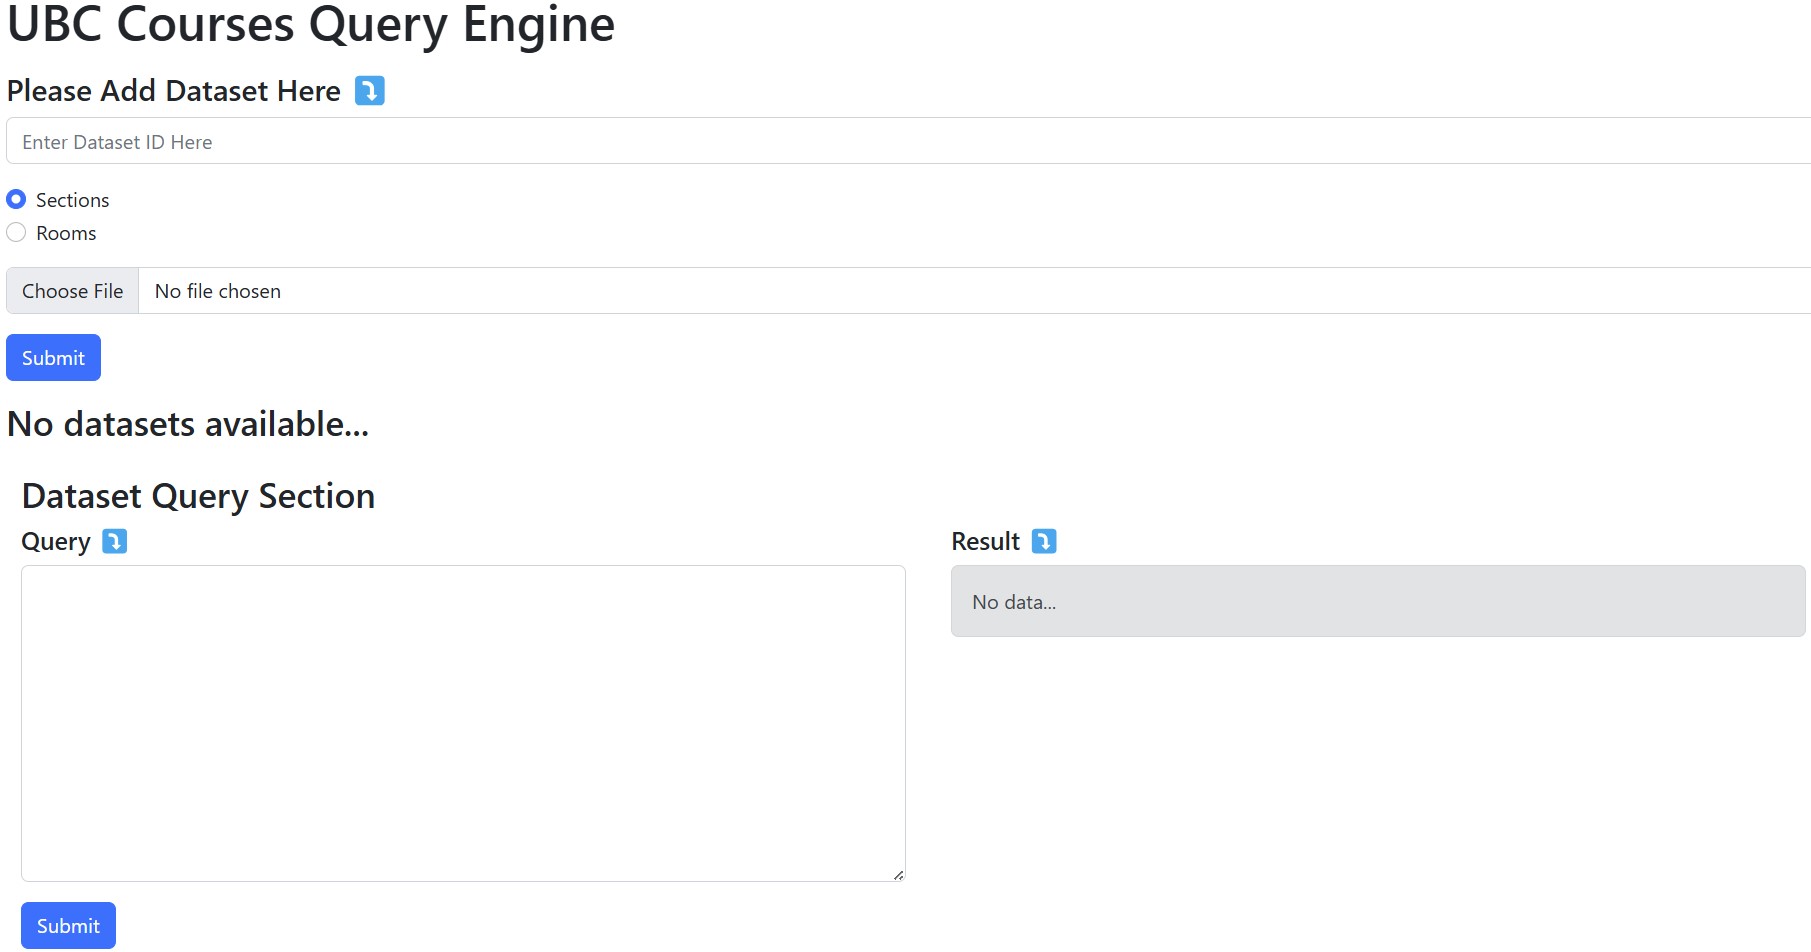 UBC Courses Query Engine
Please Add Dataset Here ⤵️
Enter Dataset ID Here
Sections
Rooms
Choose File No file chosen
Submit
No datasets available...
Dataset Query Section
Query ⤵️
Result ⤵️
No data...
Submit